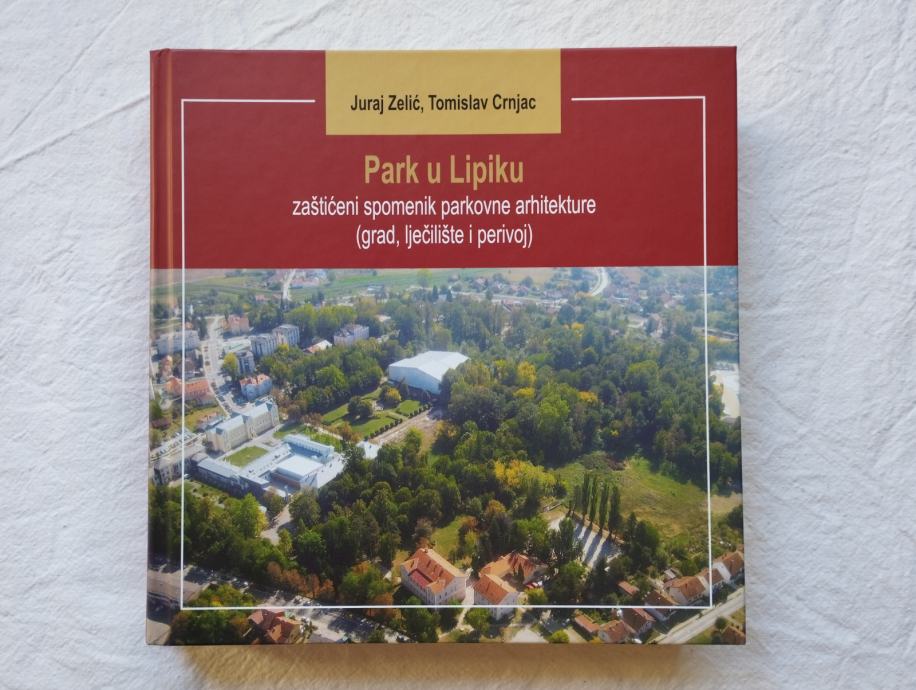 Juraj Zelić, Tomislav Crnjac
Park u Lipiku
zaštićeni spomenik parkovne arhitekture
(grad, lječilište i perivoj)